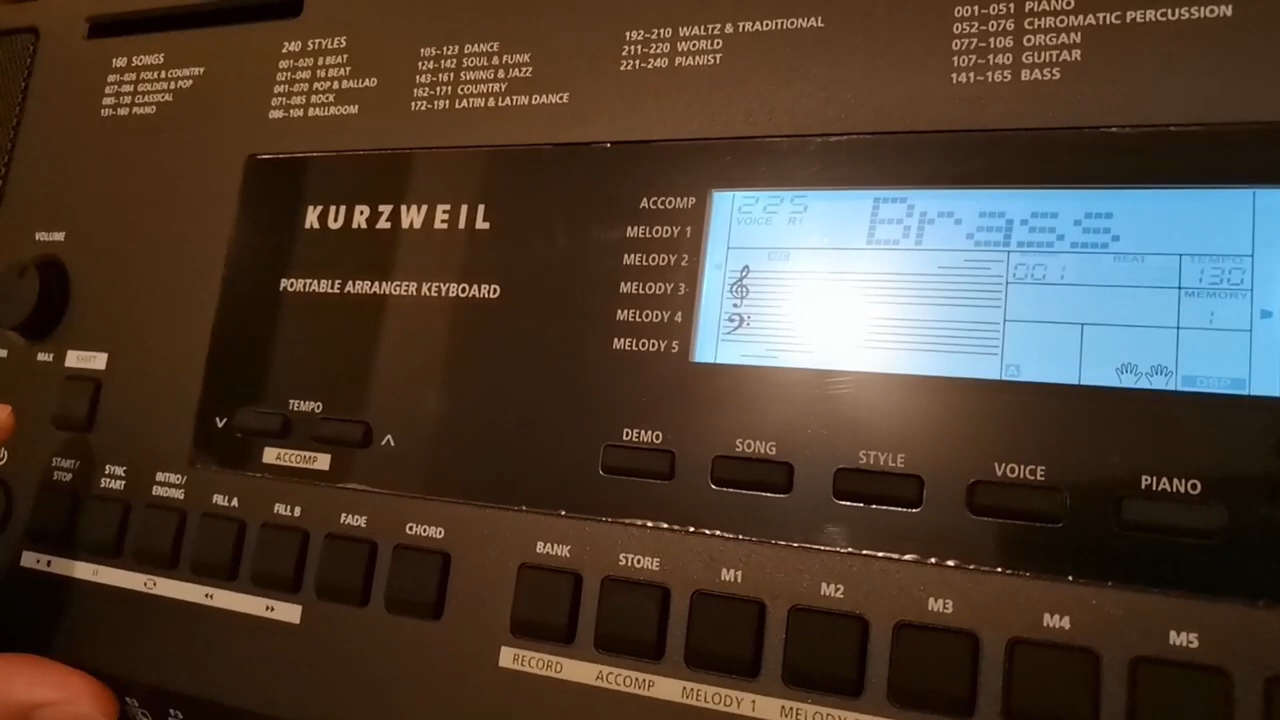 160 SONGS
001~026 FOLK & COUNTRY
027~084 GOLDEN & POP
085~130 CLASSICAL
131~160 PIANO
240 STYLES
001~020 8 BEAT
021~040 16 BEAT
041~070 POP & BALLAD
071~085 ROCK
086~104 BALLROOM
105~123 DANCE
124~142 SOUL & FUNK
143~161 SWING & JAZZ
162~171 COUNTRY
172~191 LATIN & LATIN DANCE
192~210 WALTZ & TRADITIONAL
211~220 WORLD
221~240 PIANIST
001~051 PIANO
052~076 CHROMATIC PERCUSSION
077~106 ORGAN
107~140 GUITAR
141~165 BASS
KURZWEIL
PORTABLE ARRANGER KEYBOARD
ACCOMP
MELODY 1
MELODY 2
MELODY 3
MELODY 4
MELODY 5
225 Brass
VOICE R1
REC
001 BEAT
TEMPO
130
MEMORY
1
A
DSP
VOLUME
MAX
SHIFT
TEMPO
ACCOMP
DEMO
SONG
STYLE
VOICE
PIANO
START/
STOP
SYNC
START
INTRO/
ENDING
FILL A
FILL B
FADE
CHORD
BANK
STORE
M1
M2
M3
M4
M5
RECORD
ACCOMP
MELODY 1